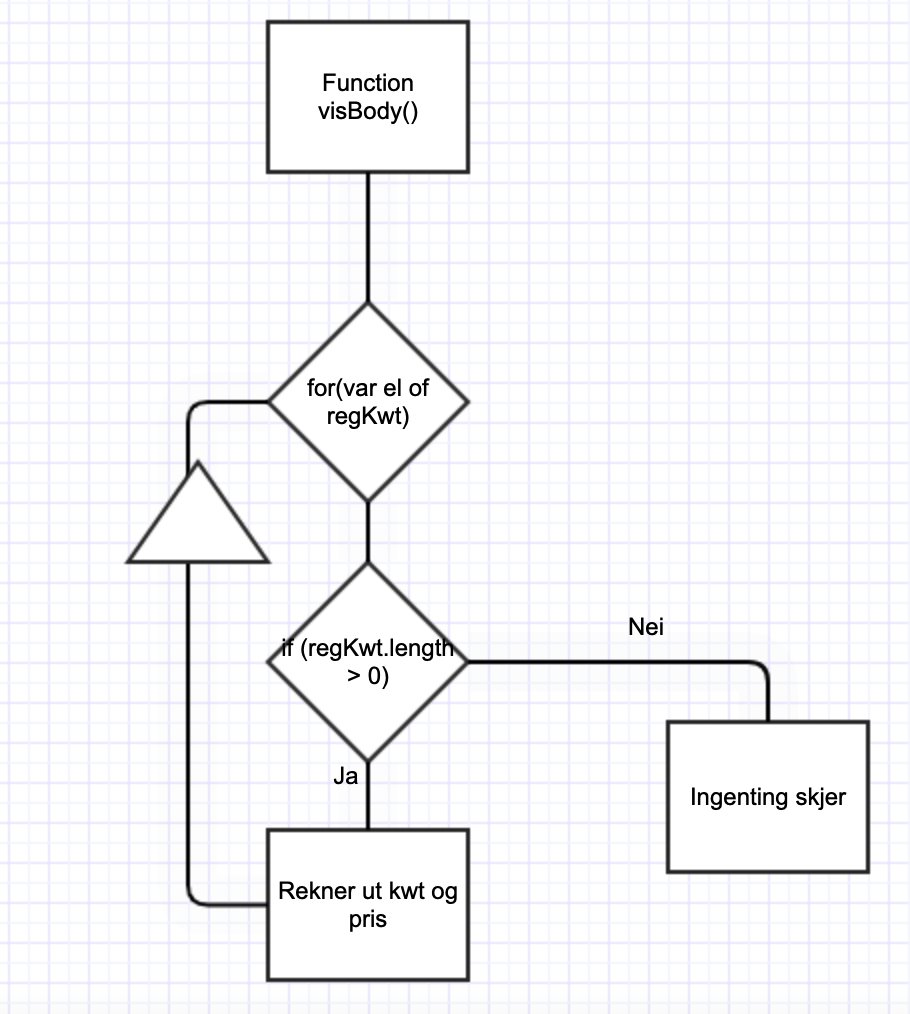 Function
visBody()
for(var el of
regKwt)
if (regKwt.length
> 0)
Nei
Ja
Ingenting skjer
Rekner ut kwt og
pris